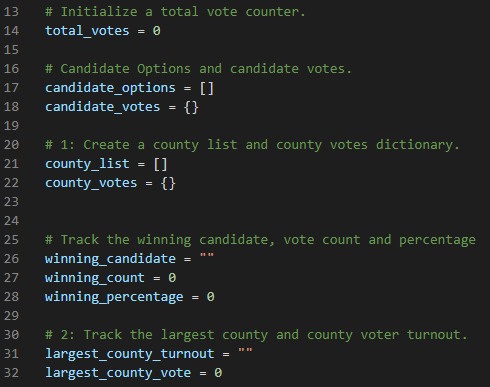 13 # Initialize a total vote counter.
14 total_votes = 0
15
16 # Candidate Options and candidate votes.
17 candidate_options = []
18 candidate_votes = {}
19
20 # 1: Create a county list and county votes dictionary.
21 county_list = []
22 county_votes = {}
23
24
25 # Track the winning candidate, vote count and percentage
26 winning_candidate = ""
27 winning_count = 0
28 winning_percentage = 0
29
30 # 2: Track the largest county and county voter turnout.
31 largest_county_turnout = ""
32 largest_county_vote = 0